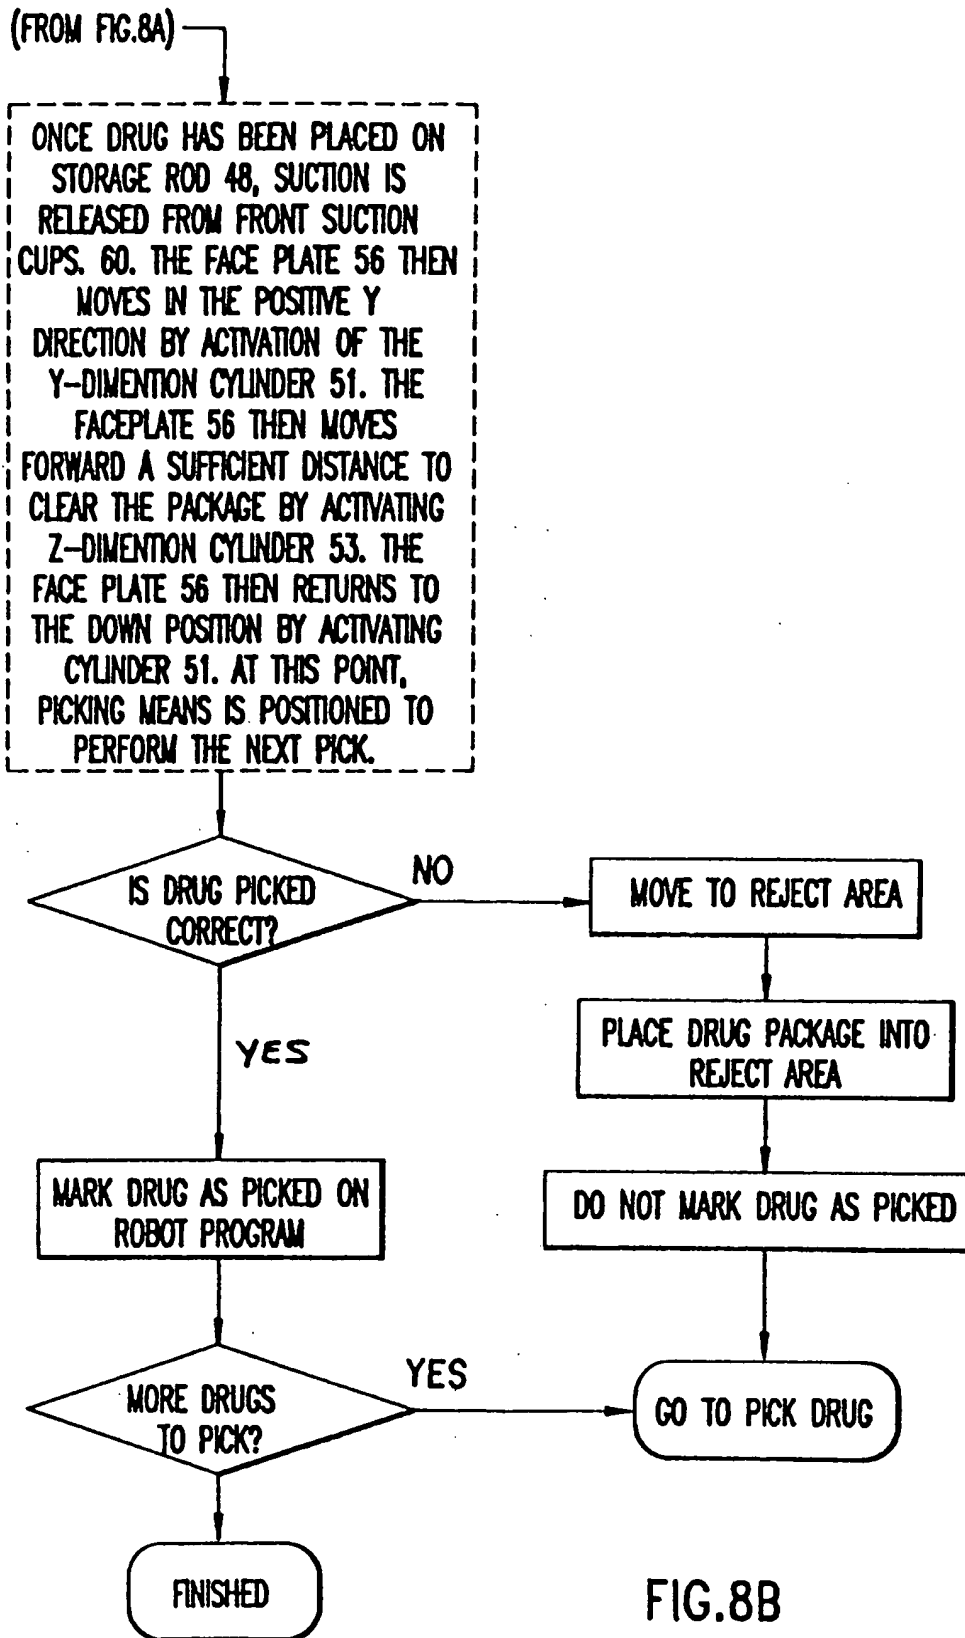 (FROM FIG.8A)
ONCE DRUG HAS BEEN PLACED ON
STORAGE ROD 48, SUCTION IS
RELEASED FROM FRONT SUCTION
CUPS. 60. THE FACE PLATE 56 THEN
MOVES IN THE POSITIVE Y
DIRECTION BY ACTIVATION OF THE
Y-DIMENTION CYLINDER 51. THE
FACEPLATE 56 THEN MOVES
FORWARD A SUFFICIENT DISTANCE TO
CLEAR THE PACKAGE BY ACTIVATING
Z-DIMENTION CYLINDER 53. THE
FACE PLATE 56 THEN RETURNS TO
THE DOWN POSITION BY ACTIVATING
CYLINDER 51. AT THIS POINT,
PICKING MEANS IS POSITIONED TO
PERFORM THE NEXT PICK.
IS DRUG PICKED
CORRECT?
NO
MOVE TO REJECT AREA
PLACE DRUG PACKAGE INTO
REJECT AREA
DO NOT MARK DRUG AS PICKED
YES
MARK DRUG AS PICKED ON
ROBOT PROGRAM
MORE DRUGS
TO PICK?
YES
GO TO PICK DRUG
FINISHED
FIG.8B